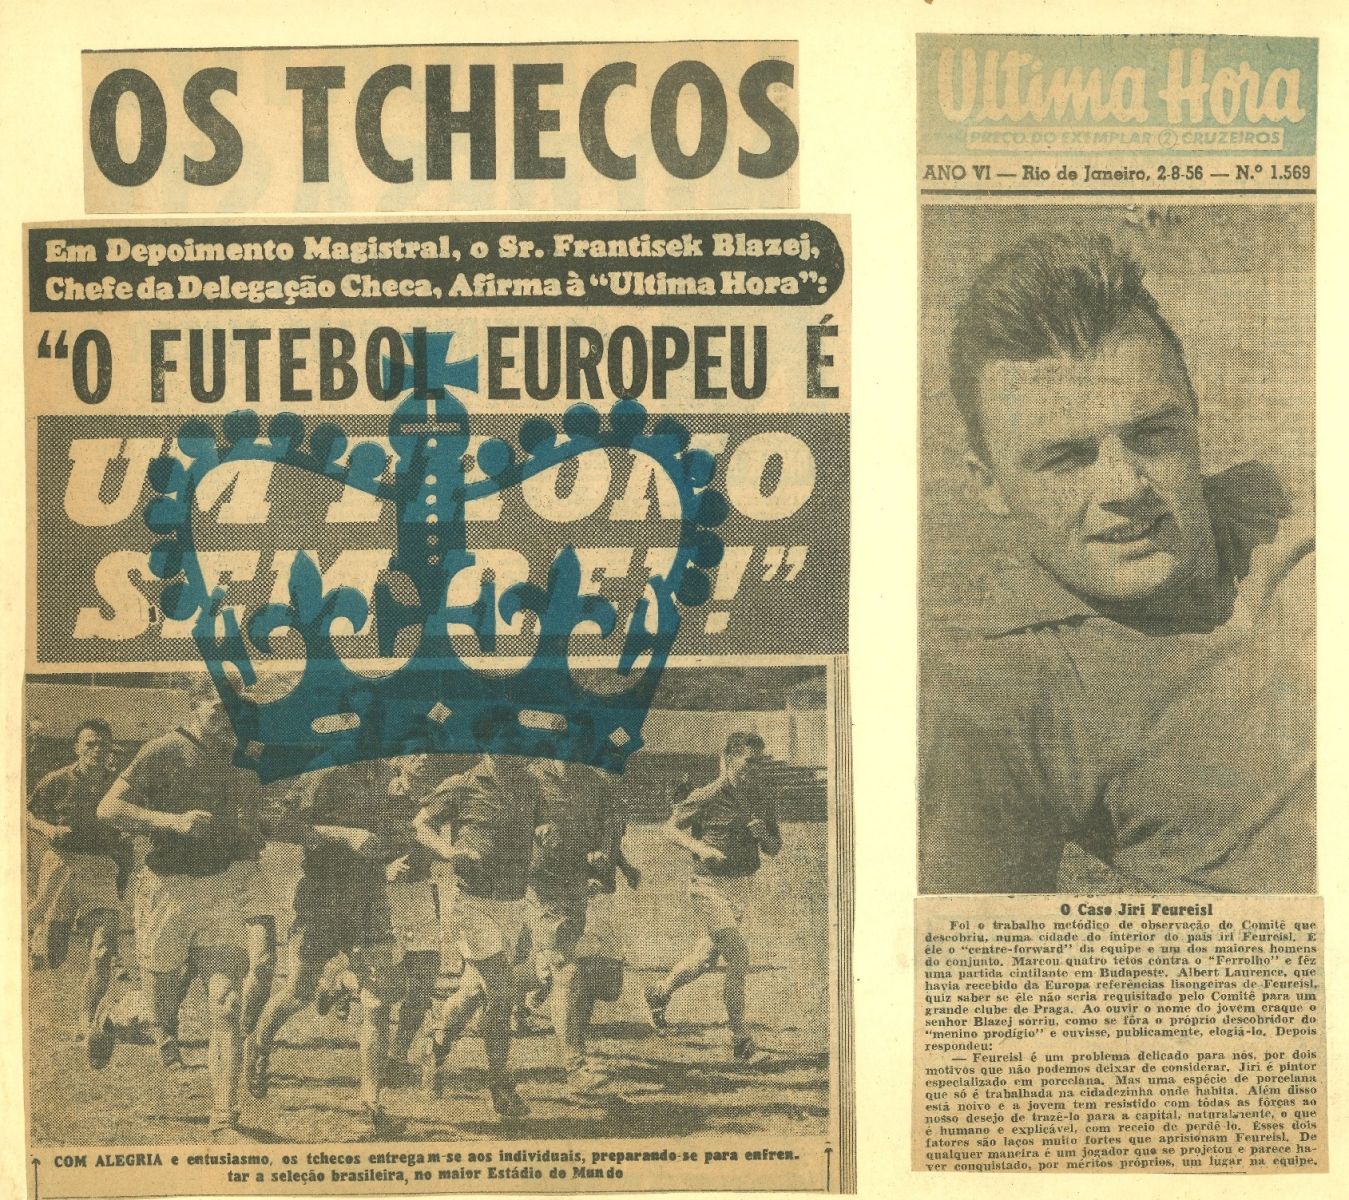 OS TCHECOS
Em Depoimento Magistral, o Sr. Frantisek Blazej,
Chefe da Delegação Checa, Afirma à "Ultima Hora":
"O FUTEBOL EUROPEU É
UM TRONO
SEM REI!"
COM ALEGRIA e entusiasmo, os tchecos entregam-se aos individuais, preparando-se para enfren-
tar a seleção brasileira, no maior Estádio do Mundo
Ultima Hora
PREÇO DO EXEMPLAR 2 CRUZEIROS
ANO VI — Rio de Janeiro, 2-8-56 — N.º 1.569
O Caso Jiri Feureisl
Foi o trabalho metódico de observação do Comitê que
descobriu, numa cidade do interior do país iri Feureisl. É
êle o "centre-forward" da equipe e um dos maiores homens
do conjunto. Marcou quatro tetos contra o "Ferrolho" e fêz
uma partida cintilante em Budapeste. Albert Laurence, que
havia recebido da Europa referências lisongeiras de Feureisl,
quiz saber se êle não seria requisitado pelo Comitê para um
grande clube de Praga. Ao ouvir o nome do jovem craque o
senhor Blazej sorriu, como se fôra o próprio descobridor do
"menino prodígio" e ouvisse, publicamente, elogiá-lo. Depois
respondeu:
— Feureisl é um problema delicado para nós, por dois
motivos que não podemos deixar de considerar. Jiri é pintor
especializado em porcelana. Mas uma espécie de porcelana
que só é trabalhada na cidadezinha onde habita. Além disso
está noivo e a jovem tem resistido com tôdas as fôrças ao
nosso desejo de trazê-lo para a capital, naturalmente, o que
é humano e explicável, com receio de perdê-lo. Êsses dois
fatores são laços muito fortes que aprisionam Feureisl. De
qualquer maneira é um jogador que se projetou e parece ha-
ver conquistado, por méritos próprios, um lugar na equipe.